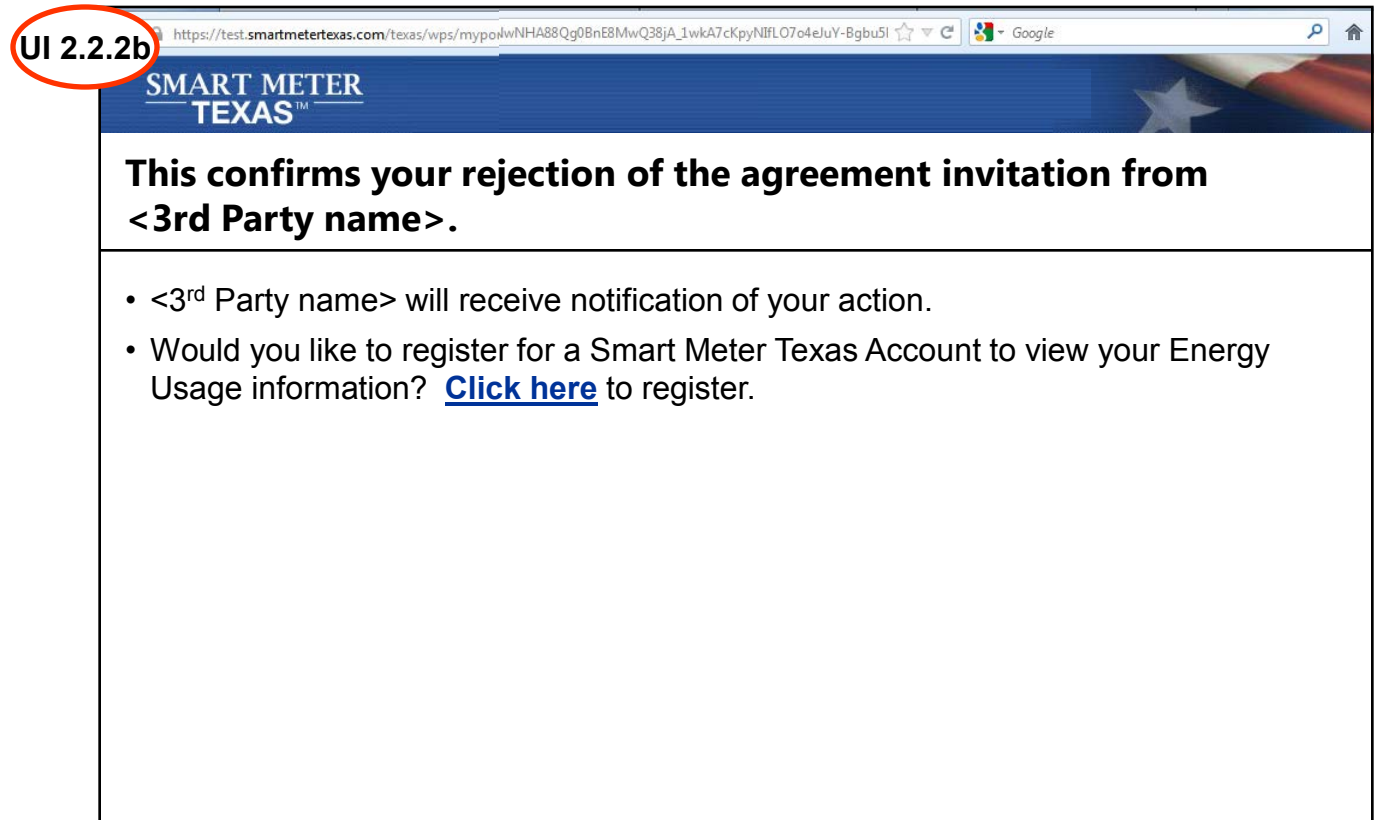 UI 2.2.2b
https://test.smartmetertexas.com/texas/wps/mypor
Google
SMART METER
TEXAS™
This confirms your rejection of the agreement invitation from
<3rd Party name>.
• <3rd Party name> will receive notification of your action.
• Would you like to register for a Smart Meter Texas Account to view your Energy
Usage information? Click here to register.